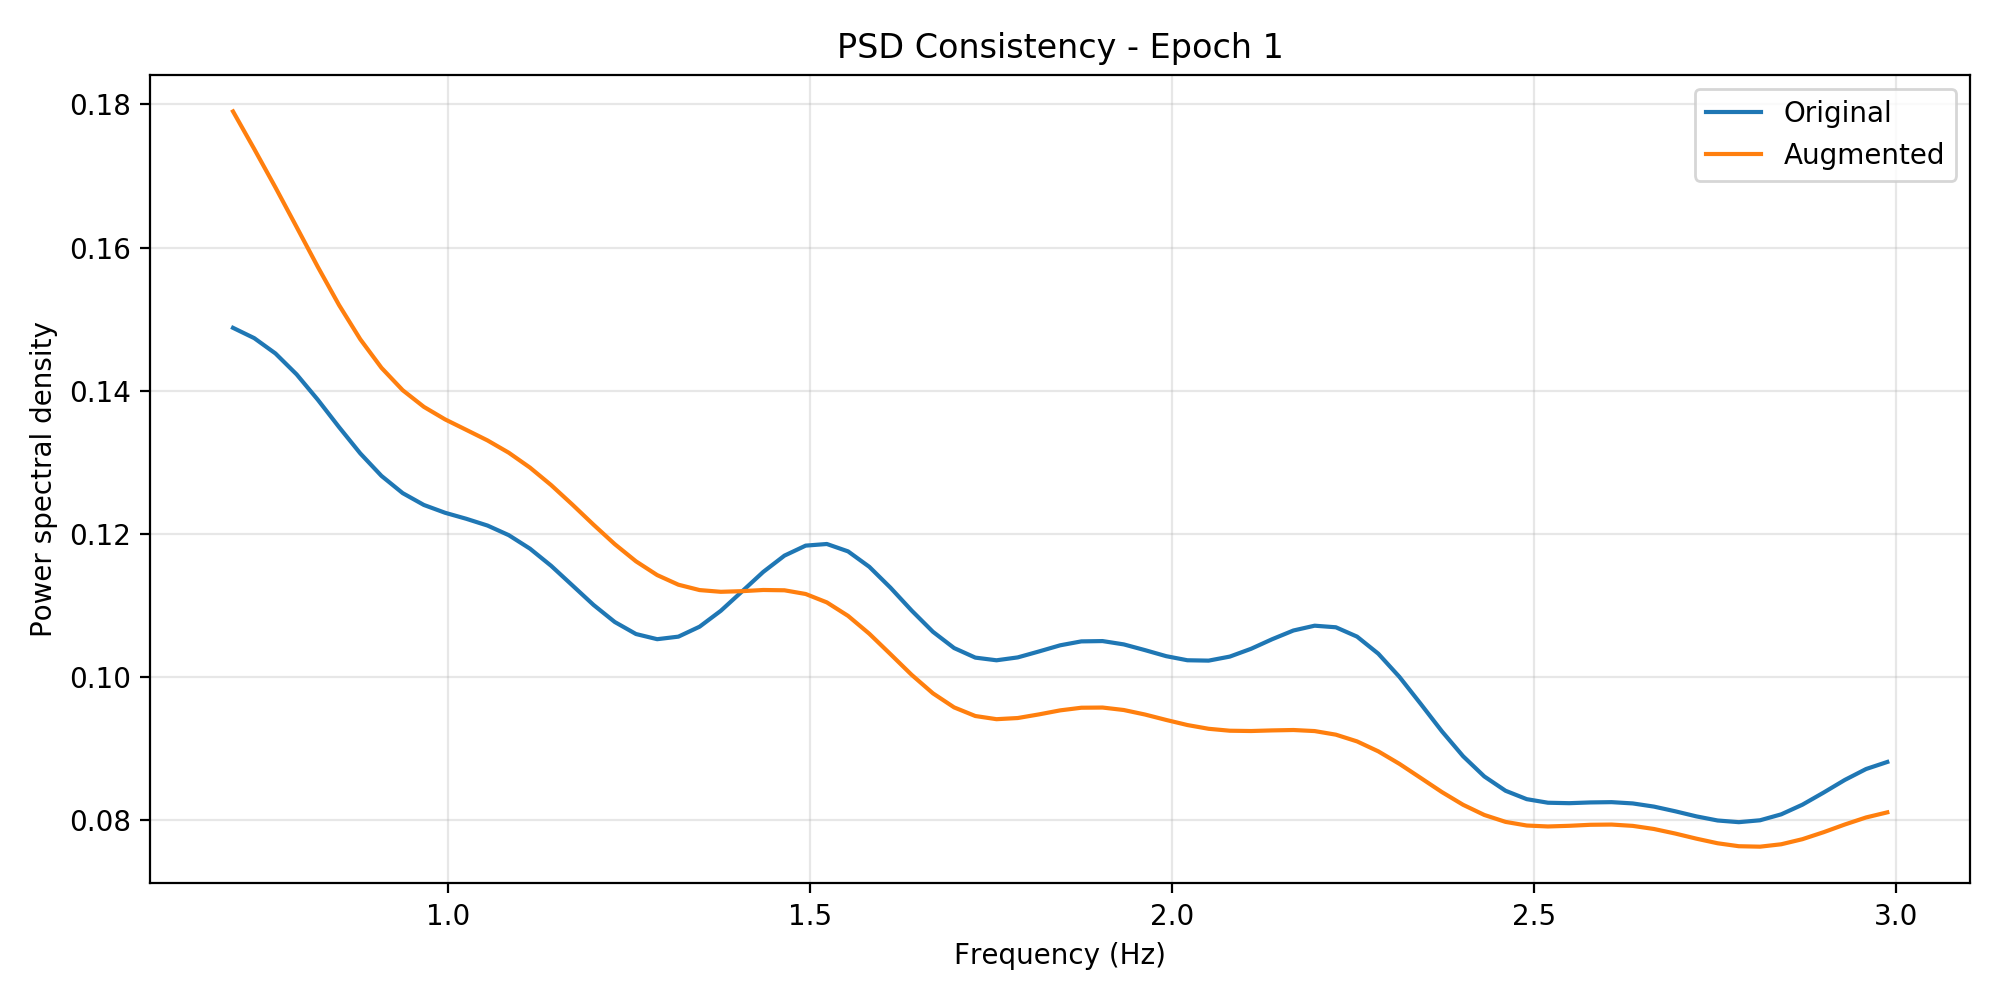 PSD Consistency - Epoch 1
Original
Augmented
0.18
0.16
0.14
0.12
0.10
0.08
Power spectral density
1.0 1.5 2.0 2.5 3.0
Frequency (Hz)